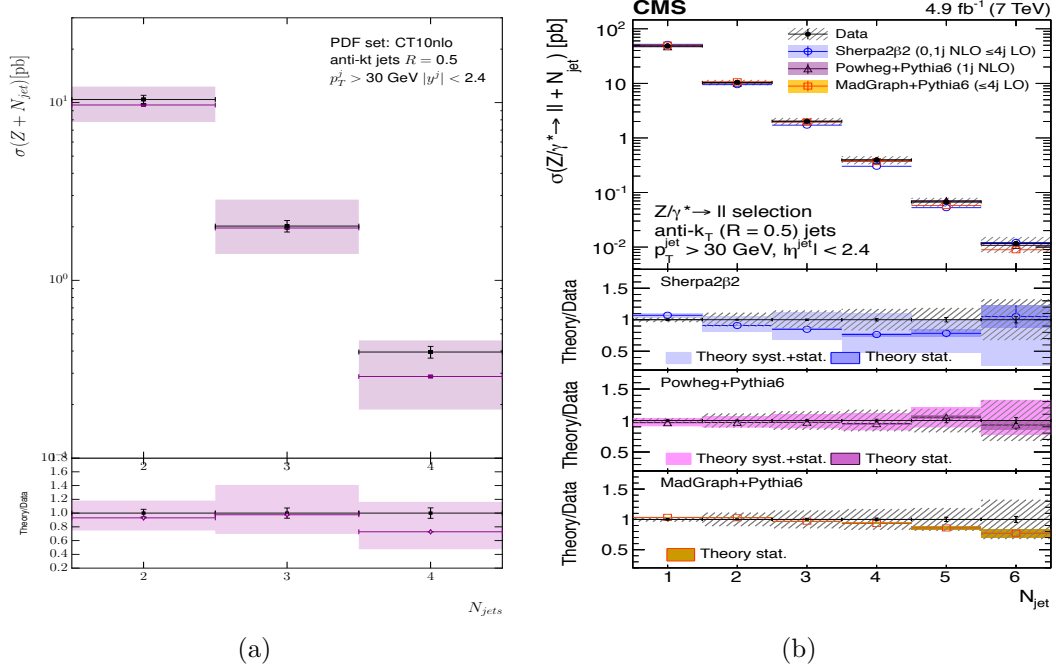 PDF set: CT10nlo
anti-kt jets R = 0.5
p_T^j > 30 GeV |y^j| < 2.4
σ(Z + N_jet)[pb]
10^1
10^0
2
3
4
Theory/Data
1.8
1.6
1.4
1.2
1.0
0.8
0.6
0.4
0.2
2
3
4
N_jets
(a)
CMS
4.9 fb^-1 (7 TeV)
σ(Z/γ*→ ll + N_jet) [pb]
10^2
10
1
10^-1
10^-2
Data
Sherpa2β2 (0,1j NLO ≤4j LO)
Powheg+Pythia6 (1j NLO)
MadGraph+Pythia6 (≤4j LO)
Z/γ*→ ll selection
anti-k_T (R = 0.5) jets
p_T^jet > 30 GeV, |η^jet| < 2.4
Theory/Data
1.5
1
0.5
Sherpa2β2
Theory syst.+stat.
Theory stat.
Theory/Data
1.5
1
0.5
Powheg+Pythia6
Theory syst.+stat.
Theory stat.
Theory/Data
1.5
1
0.5
MadGraph+Pythia6
Theory stat.
1
2
3
4
5
6
N_jet
(b)